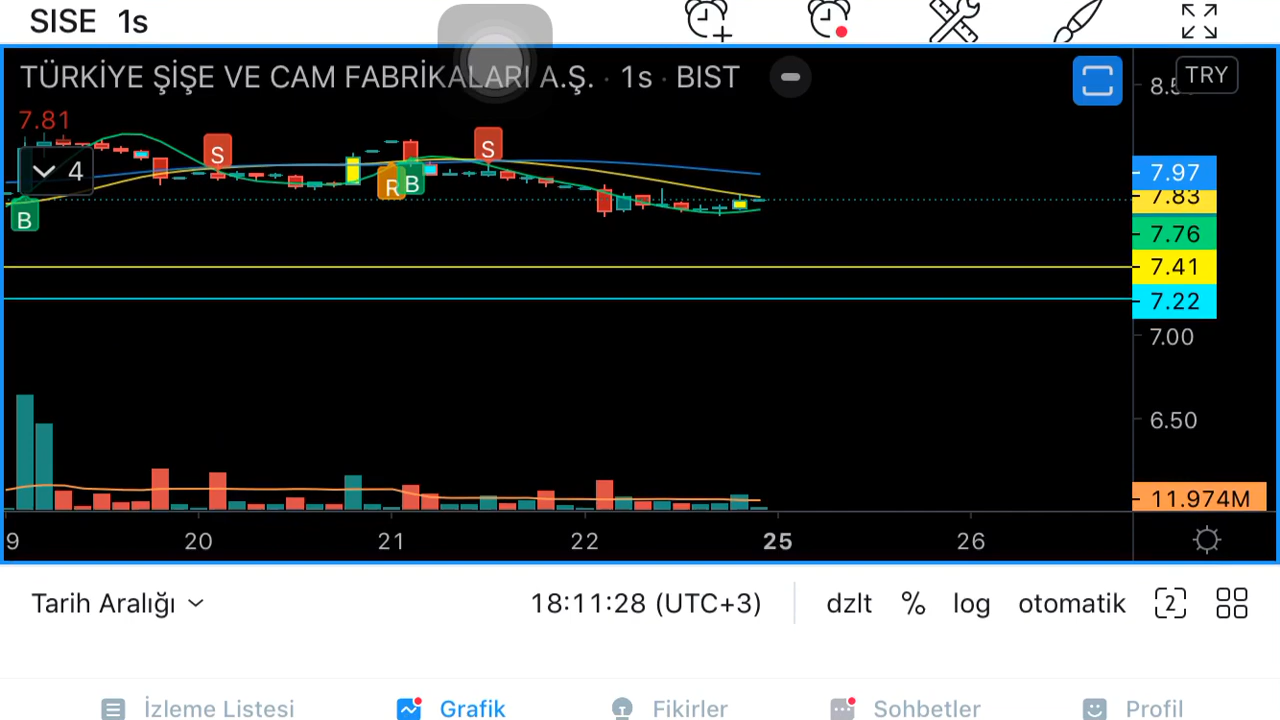 SISE 1s
TÜRKİYE ŞİŞE VE CAM FABRİKALARI A.Ş. · 1s · BIST
TRY
7.81
4
S
S
R
B
B
7.97
7.83
7.76
7.41
7.22
7.00
6.50
11.974M
9 20 21 22 25 26
Tarih Aralığı
18:11:28 (UTC+3)
dzlt % log otomatik 2
İzleme Listesi Grafik Fikirler Sohbetler Profil